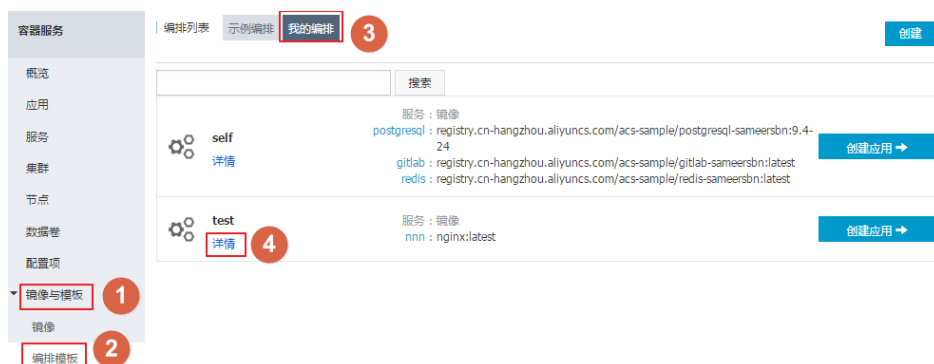 容器服务
概览
应用
服务
集群
节点
数据卷
配置项
镜像与模板 1
镜像
编排模板 2
编排列表 示例编排 我的编排 3 创建
搜索
self
详情
服务：镜像
postgresql：registry.cn-hangzhou.aliyuncs.com/acs-sample/postgresql-sameersbn:9.4-
24
gitlab：registry.cn-hangzhou.aliyuncs.com/acs-sample/gitlab-sameersbn:latest
redis：registry.cn-hangzhou.aliyuncs.com/acs-sample/redis-sameersbn:latest
创建应用
test
详情 4
服务：镜像
nnn：nginx:latest
创建应用